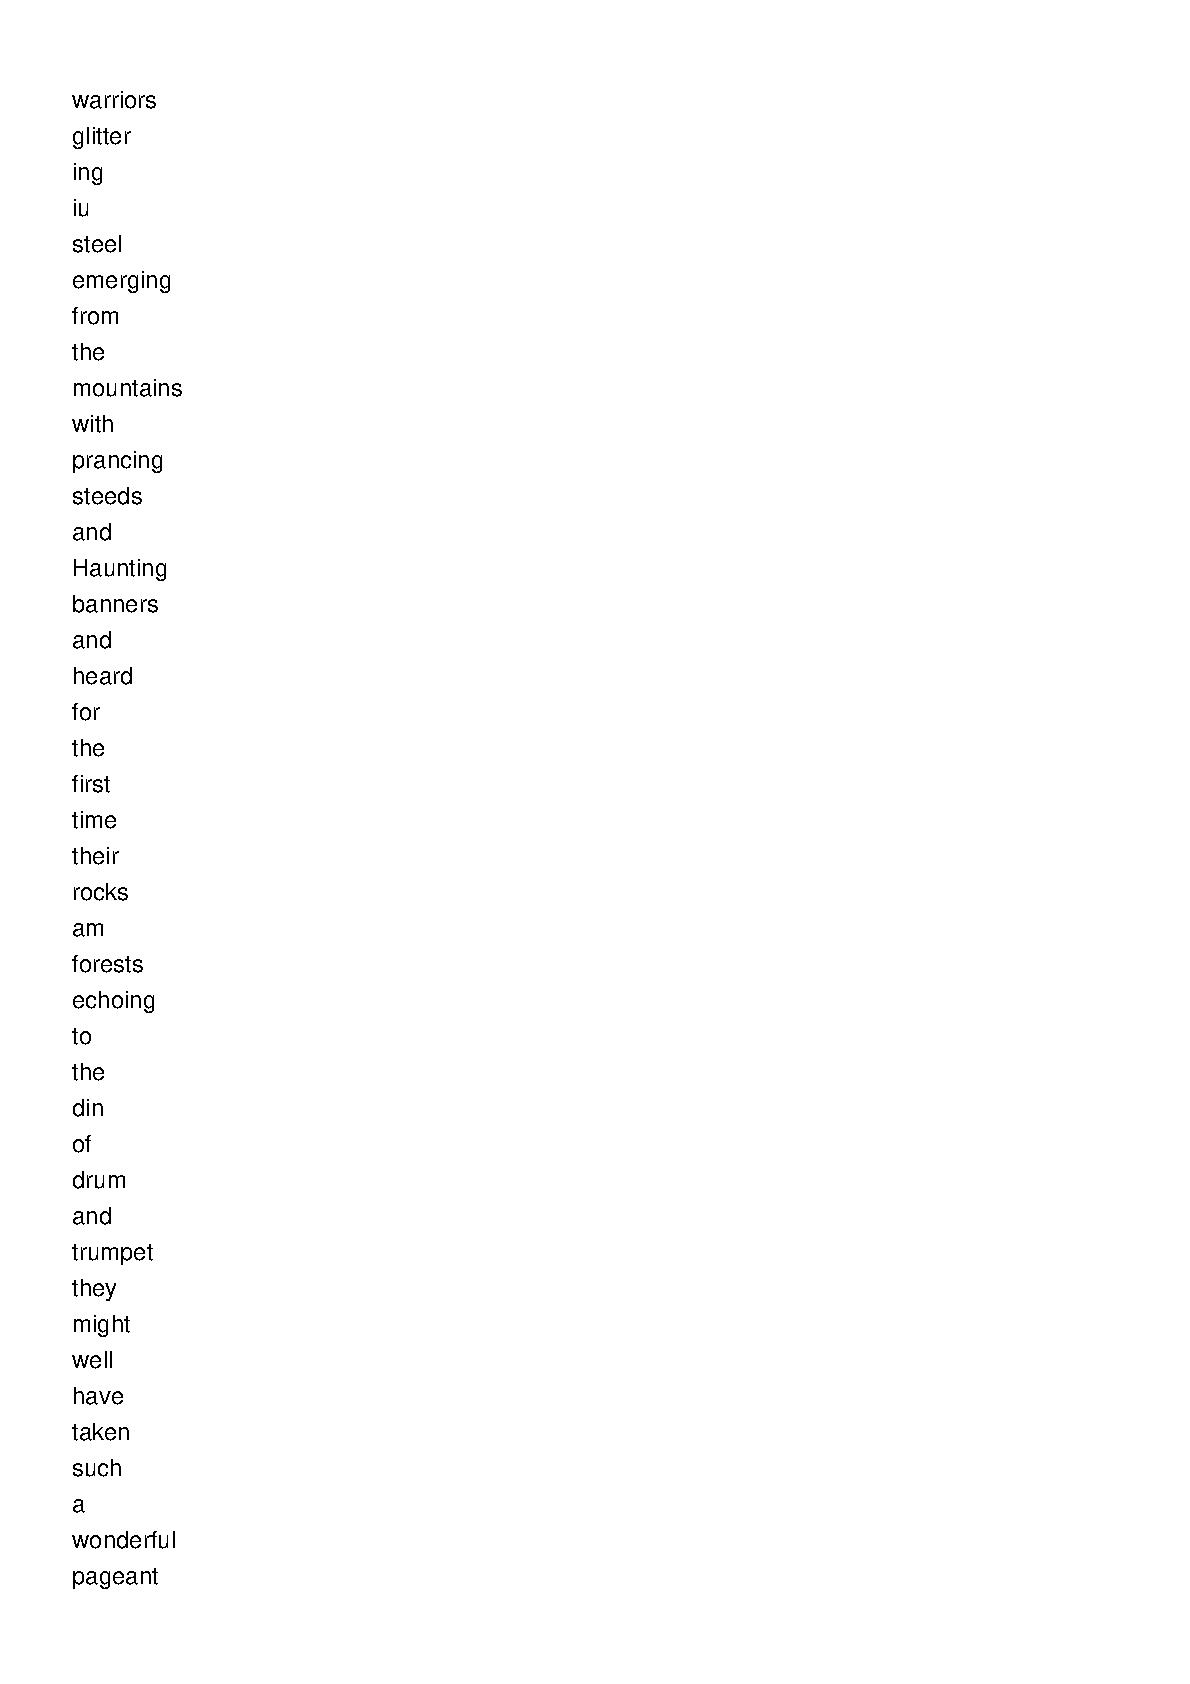 warriors
glitter
ing
iu
steel
emerging
from
the
mountains
with
prancing
steeds
and
Haunting
banners
and
heard
for
the
first
time
their
rocks
am
forests
echoing
to
the
din
of
drum
and
trumpet
they
might
well
have
taken
such
a
wonderful
pageant